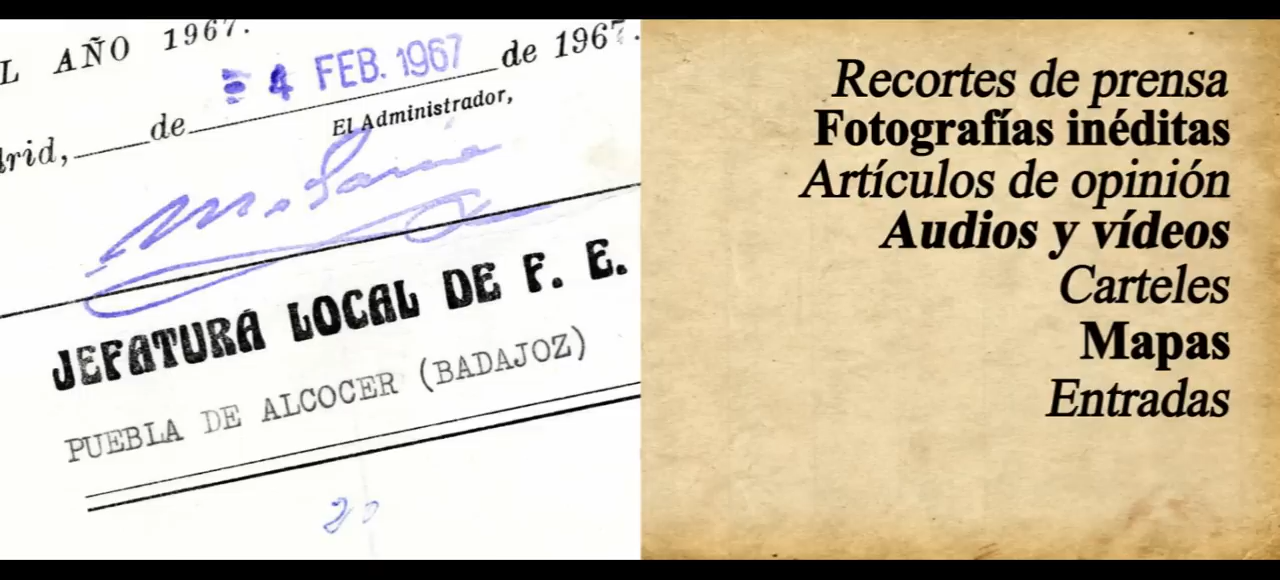 L AÑO 1967.
drid, de - 4 FEB. 1967 de 1967.
El Administrador,
JEFATURA LOCAL DE F. E.
PUEBLA DE ALCOCER (BADAJOZ)
20
Recortes de prensa
Fotografías inéditas
Artículos de opinión
Audios y vídeos
Carteles
Mapas
Entradas